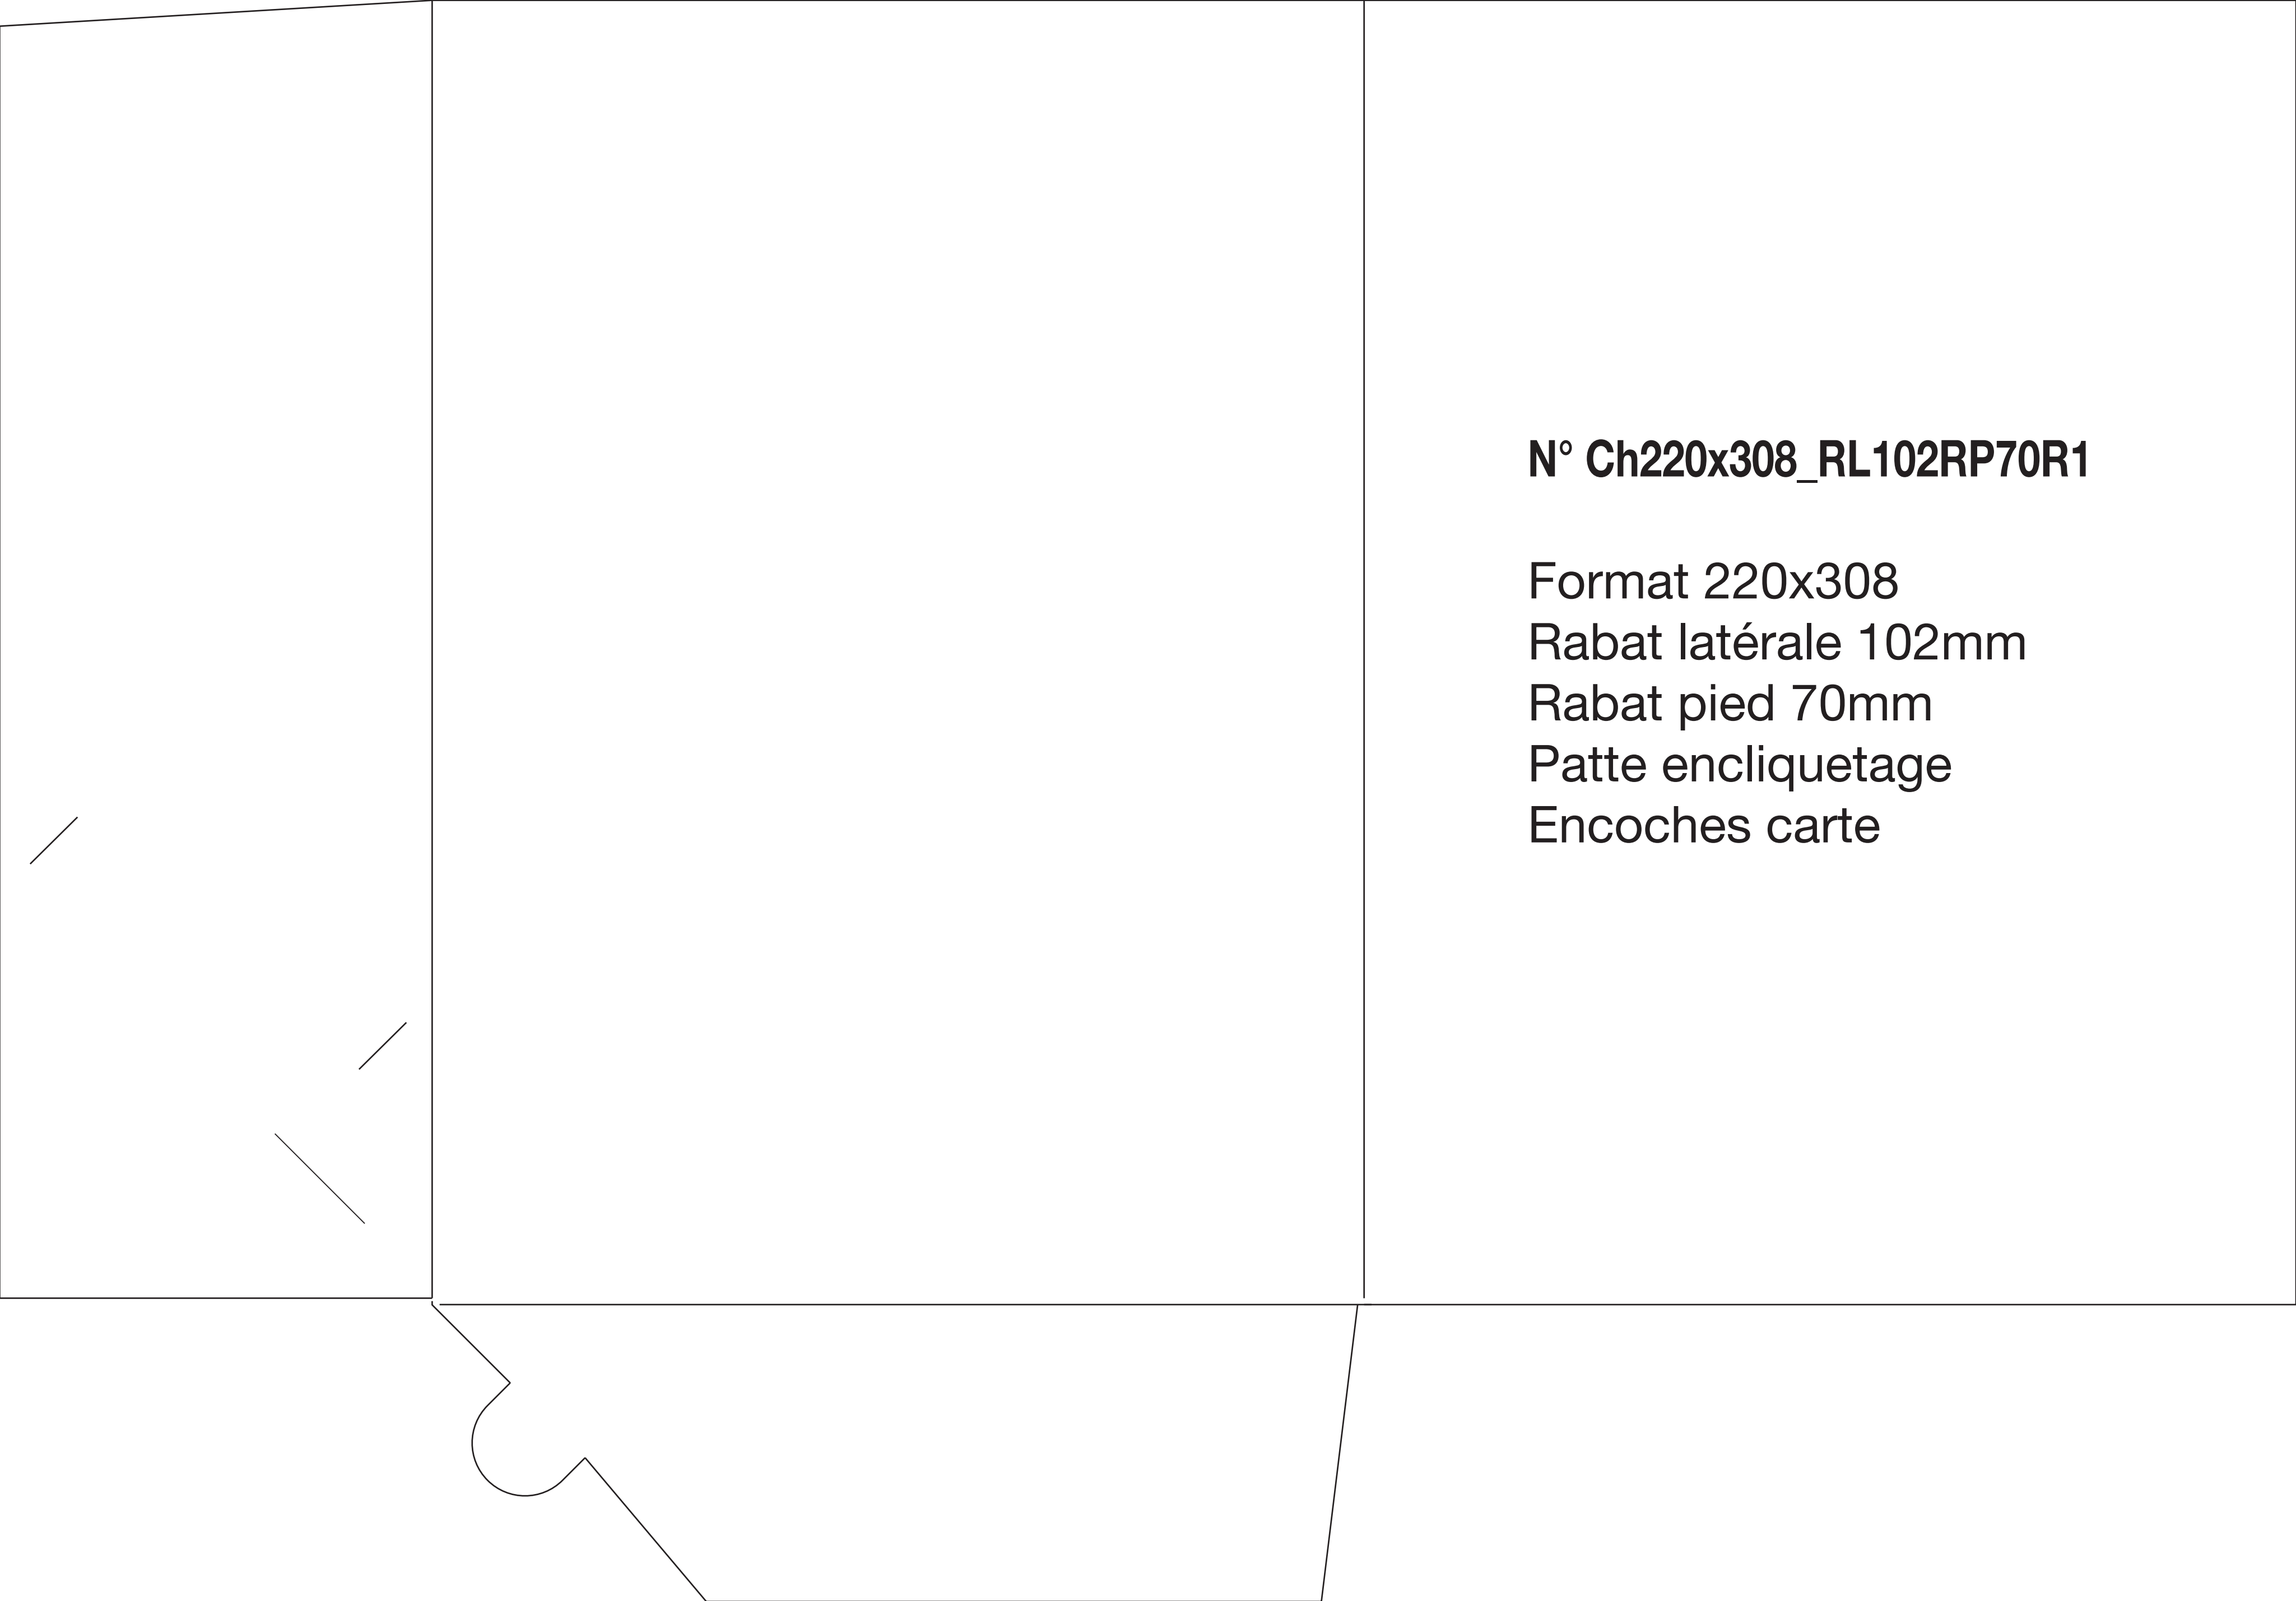 N° Ch220x308_RL102RP70R1
Format 220x308
Rabat latérale 102mm
Rabat pied 70mm
Patte encliquetage
Encoches carte